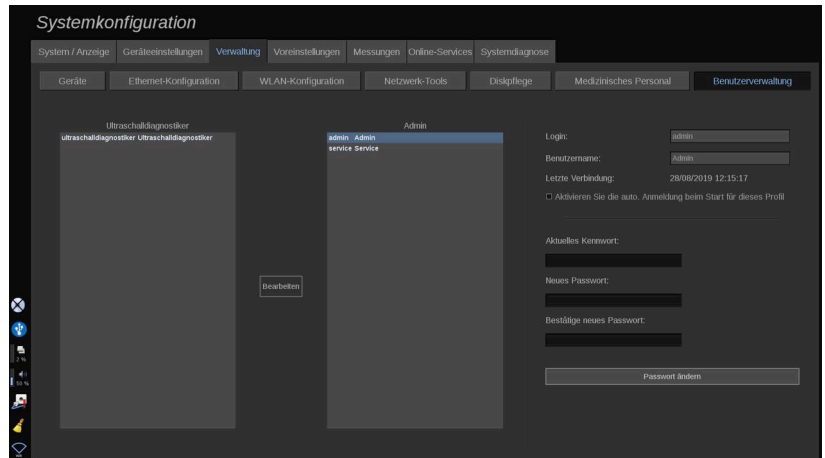 Systemkonfiguration
System / Anzeige Geräteeinstellungen Verwaltung Voreinstellungen Messungen Online-Services Systemdiagnose
Geräte Ethernet-Konfiguration WLAN-Konfiguration Netzwerk-Tools Diskpflege Medizinisches Personal Benutzerverwaltung
Ultraschalldiagnostiker Admin
ultraschalldiagnostiker Ultraschalldiagnostiker
admin Admin
service Service
Login: admin
Benutzername: Admin
Letzte Verbindung: 28/08/2019 12:15:17
Aktivieren Sie die auto. Anmeldung beim Start für dieses Profil
Aktuelles Kennwort:
Bearbeiten
Neues Passwort:
Bestätige neues Passwort:
Passwort ändern
2 %
50 %